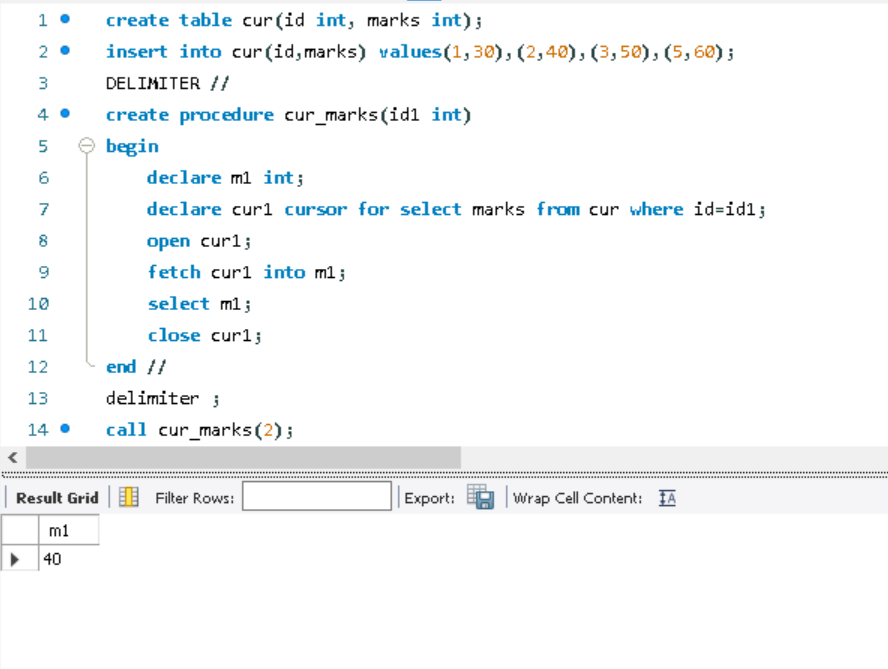 1 create table cur(id int, marks int);
2 insert into cur(id,marks) values(1,30),(2,40),(3,50),(5,60);
3 DELIMITER //
4 create procedure cur_marks(id1 int)
5 begin
6 declare m1 int;
7 declare cur1 cursor for select marks from cur where id=id1;
8 open cur1;
9 fetch cur1 into m1;
10 select m1;
11 close cur1;
12 end //
13 delimiter ;
14 call cur_marks(2);
Result Grid Filter Rows: Export: Wrap Cell Content: IA
m1
40